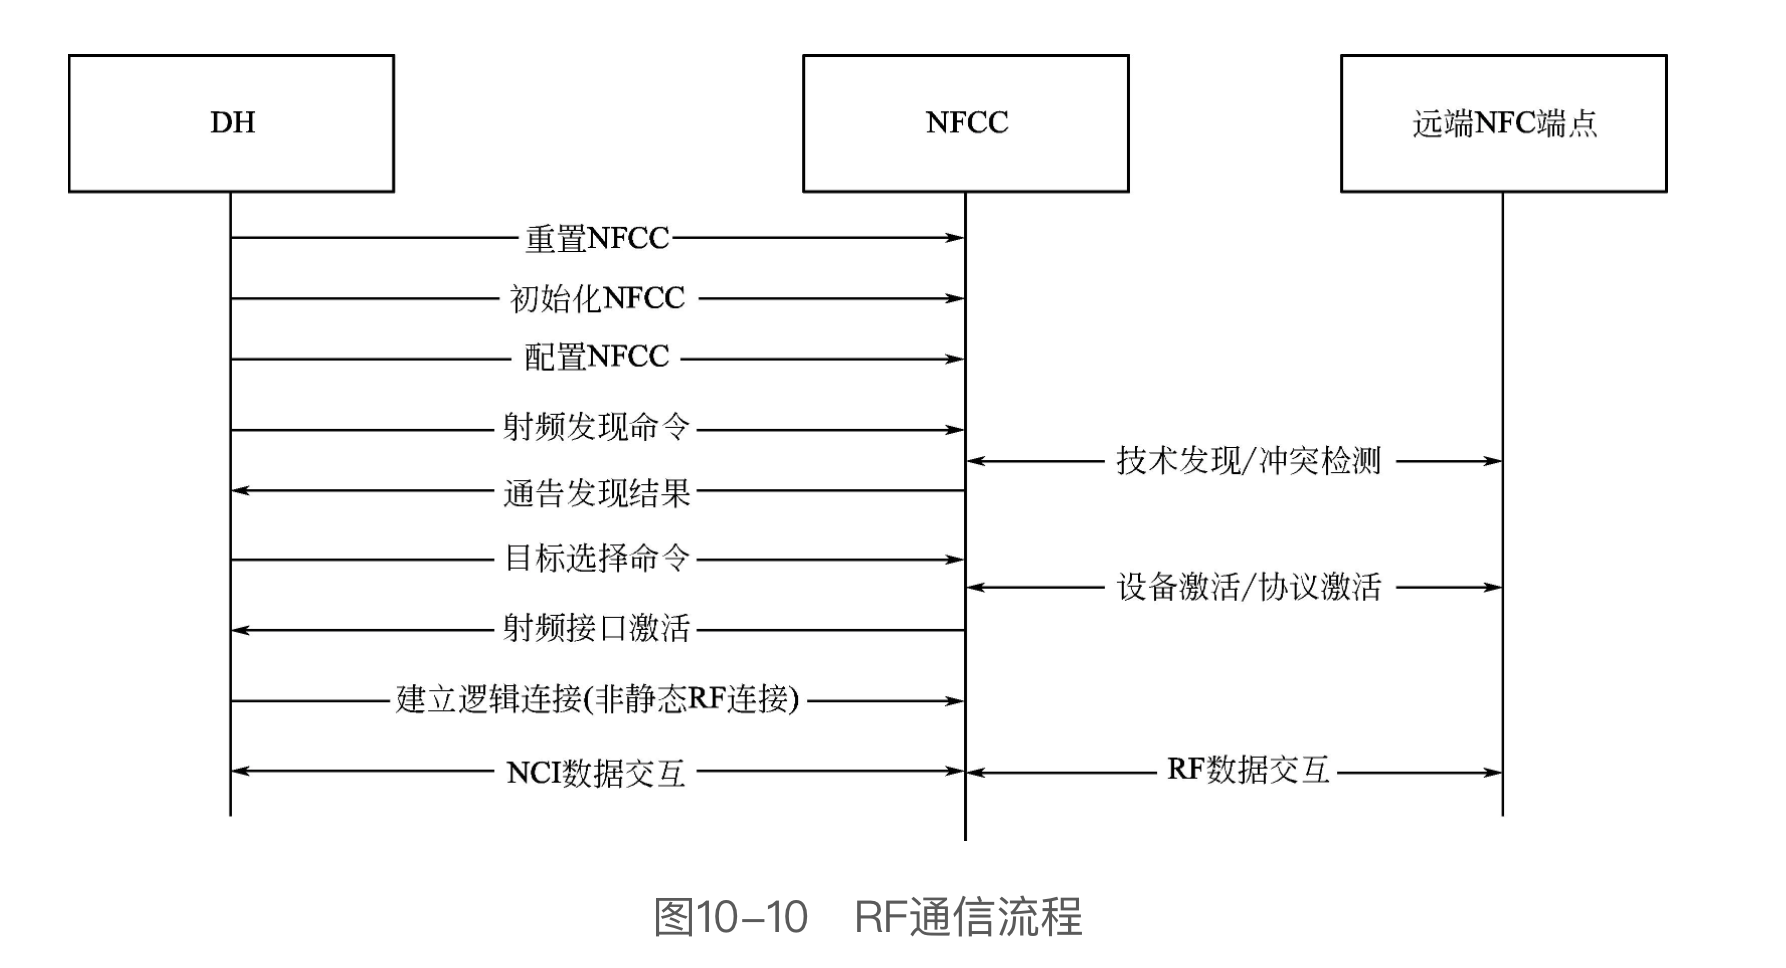 DH
NFCC
远端NFC端点
重置NFCC
初始化NFCC
配置NFCC
射频发现命令
技术发现/冲突检测
通告发现结果
目标选择命令
设备激活/协议激活
射频接口激活
建立逻辑连接(非静态RF连接)
NCI数据交互
RF数据交互
图10-10 RF通信流程